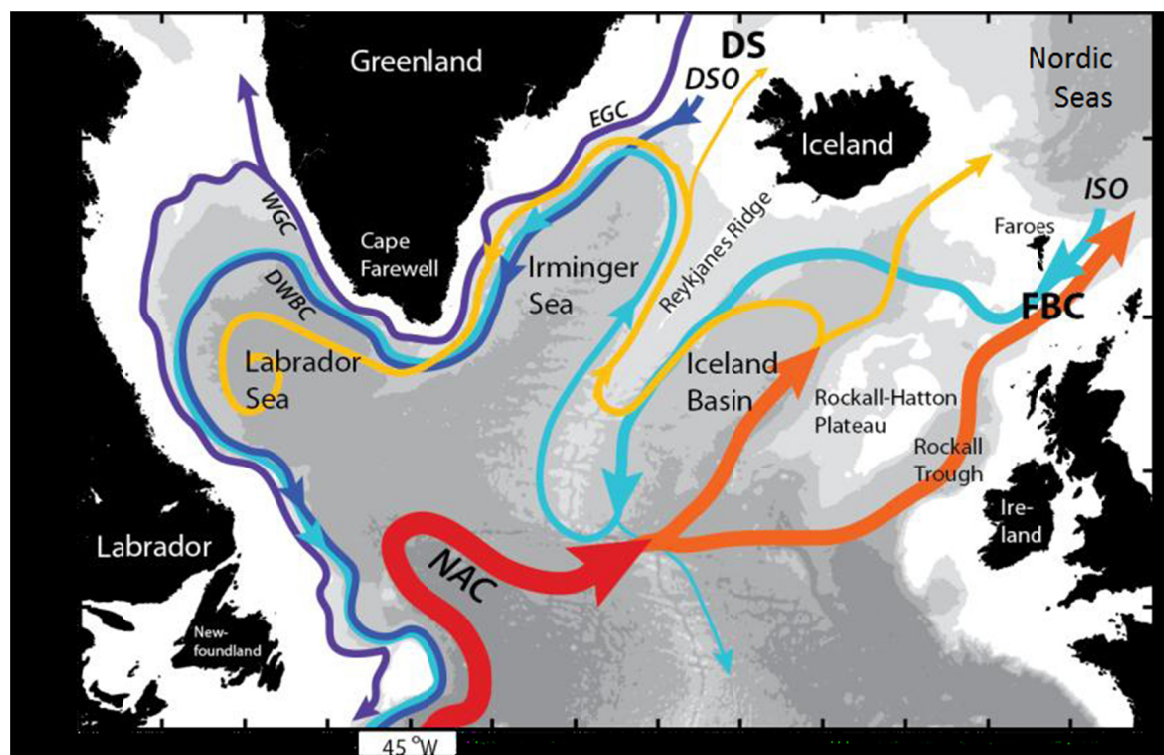 Greenland
DS
DSO
Nordic
Seas
EGC
Iceland
ISO
WGC
Cape
Farewell
Irminger
Sea
Reykjanes Ridge
Faroes
FBC
DWBC
Labrador
Sea
Iceland
Basin
Rockall-Hatton
Plateau
Rockall
Trough
Ire-
land
Labrador
NAC
New-
foundland
45 °W